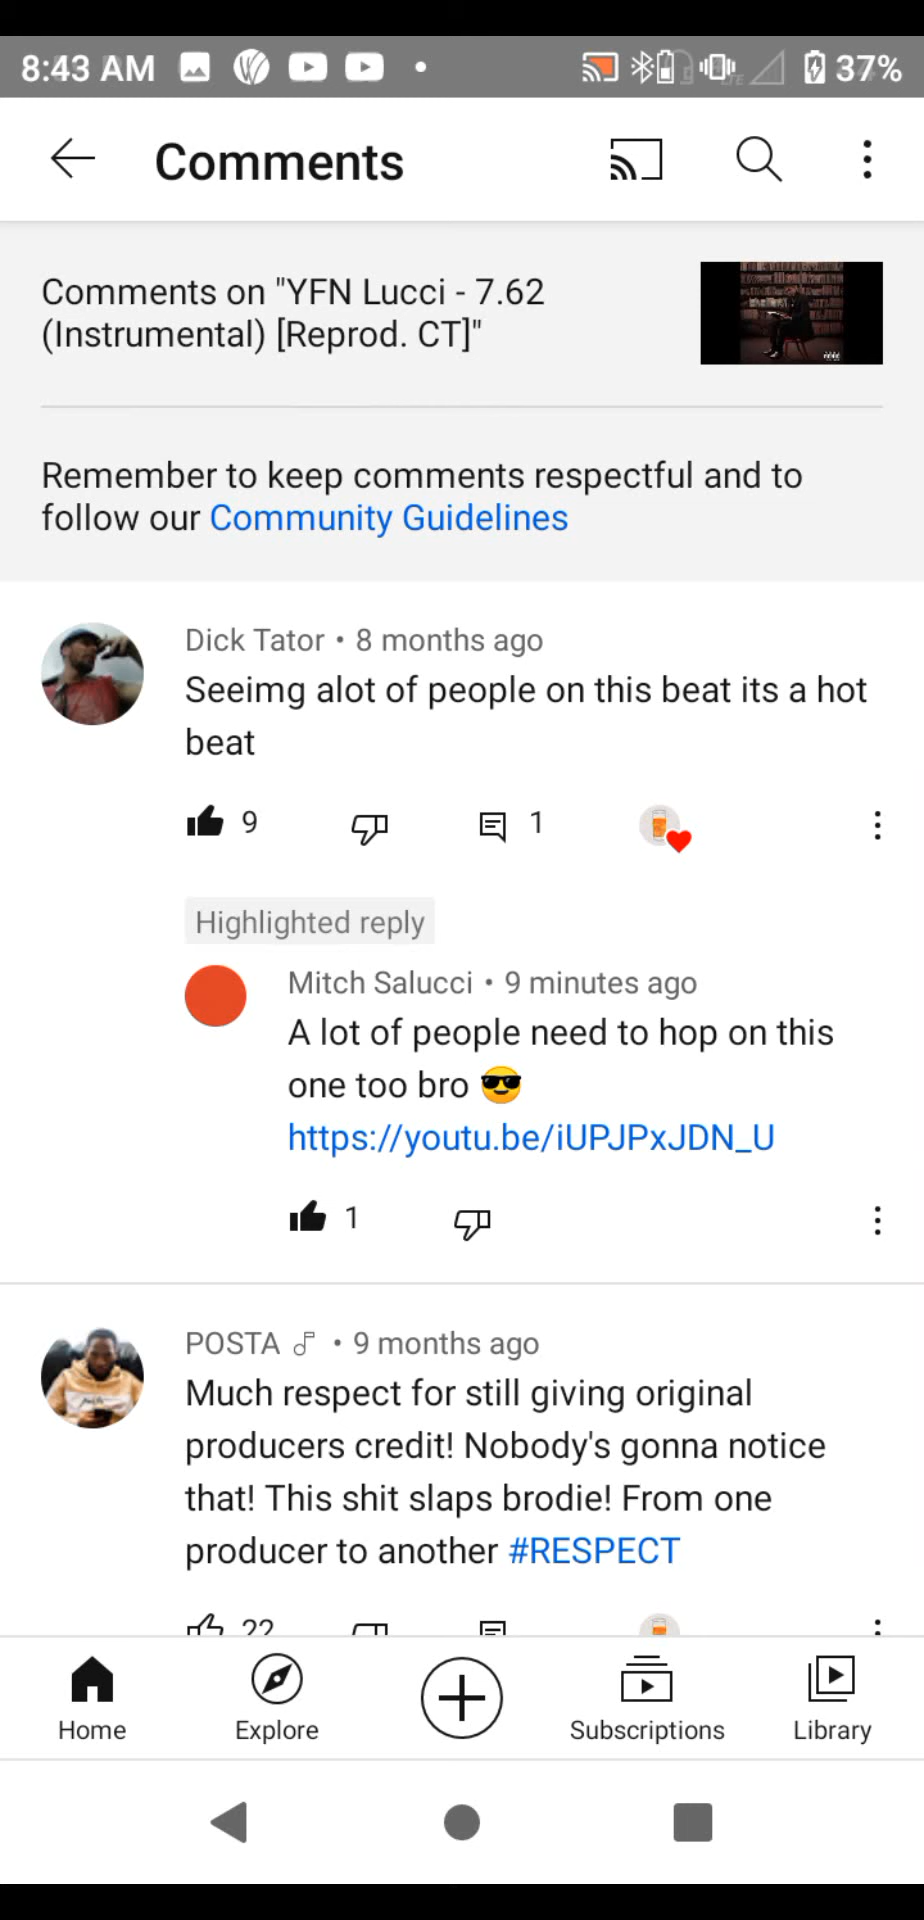 8:43 AM 37%
Comments
Comments on "YFN Lucci - 7.62
(Instrumental) [Reprod. CT]"
Remember to keep comments respectful and to
follow our Community Guidelines
Dick Tator • 8 months ago
Seeimg alot of people on this beat its a hot
beat
9 1
Highlighted reply
Mitch Salucci • 9 minutes ago
A lot of people need to hop on this
one too bro 😎
https://youtu.be/iUPJPxJDN_U
1
POSTA • 9 months ago
Much respect for still giving original
producers credit! Nobody's gonna notice
that! This shit slaps brodie! From one
producer to another #RESPECT
22
Home Explore Subscriptions Library